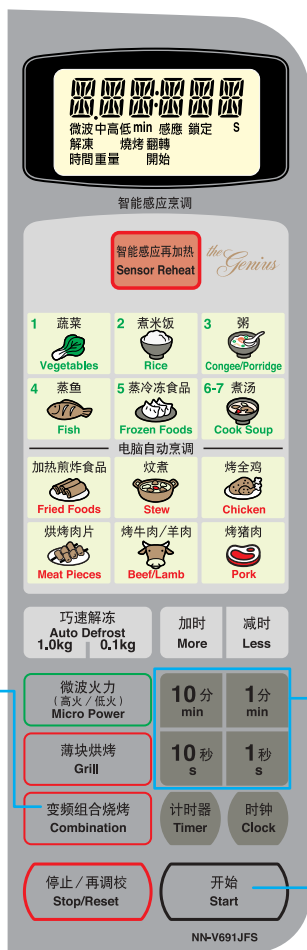 微波中高低 min 感應 鎖定 S
解凍 燒烤 翻轉
時間 重量 開始
智能感应烹调
智能感应再加热
Sensor Reheat
the Genius
1 蔬菜
Vegetables
2 煮米饭
Rice
3 粥
Congee/Porridge
4 蒸鱼
Fish
5 蒸冷冻食品
Frozen Foods
6-7 煮汤
Cook Soup
电脑自动烹调
加热煎炸食品
Fried Foods
炆煮
Stew
烤全鸡
Chicken
烘烤肉片
Meat Pieces
烤牛肉/羊肉
Beef/Lamb
烤猪肉
Pork
巧速解冻
Auto Defrost
1.0kg 0.1kg
加时
More
减时
Less
微波火力
(高火/低火)
Micro Power
10 分
min
1 分
min
薄块烘烤
Grill
10 秒
s
1 秒
s
变频组合烧烤
Combination
计时器
Timer
时钟
Clock
停止/再调校
Stop/Reset
开始
Start
NN-V691JFS